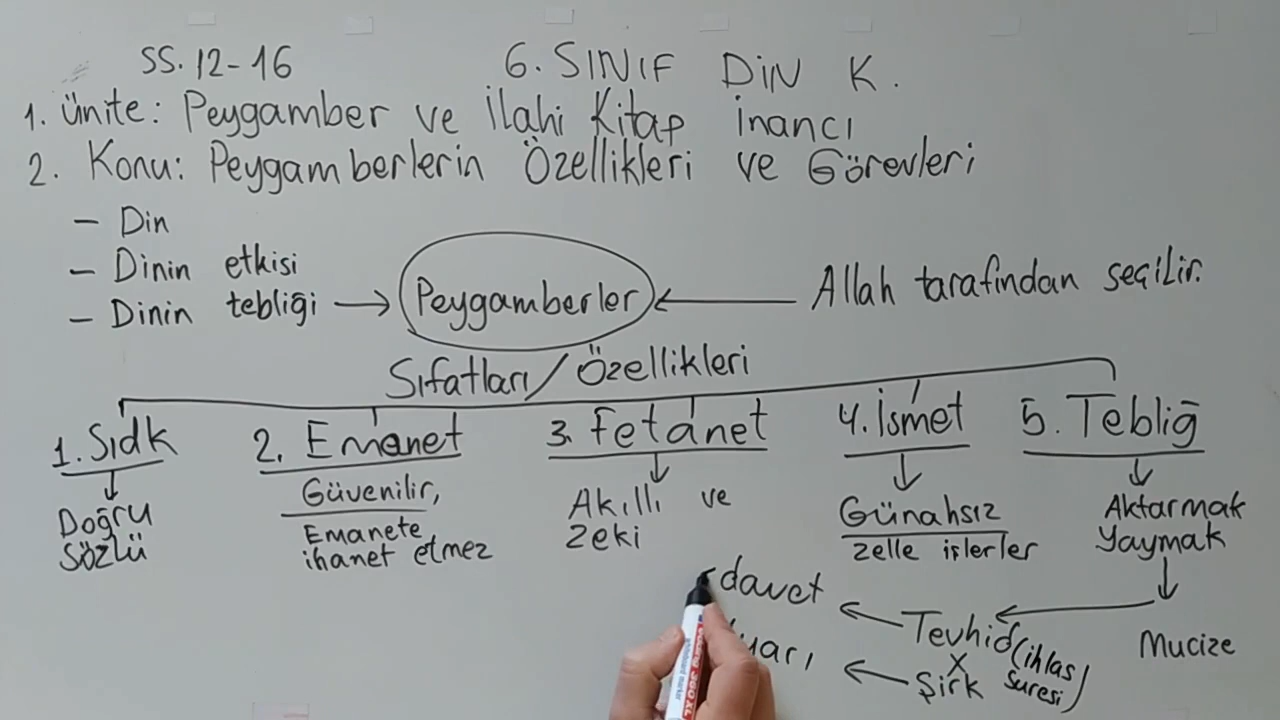 SS. 12-16
6. SINIF DİN K.
1. Ünite: Peygamber ve İlahi Kitap İnancı
2. Konu: Peygamberlerin Özellikleri ve Görevleri
- Din
- Dinin etkisi
- Dinin tebliği → Peygamberler ← Allah tarafından seçilir.
Sıfatları/Özellikleri
1. Sıdk
Doğru
Sözlü
2. Emanet
Güvenilir,
Emanete
ihanet etmez
3. Fetanet
Akıllı ve
Zeki
4. İsmet
Günahsız
zelle işlerler
5. Tebliğ
Aktarmak
Yaymak
Mucize
Tevhid (ihlas
suresi)
X
Şirk
davet